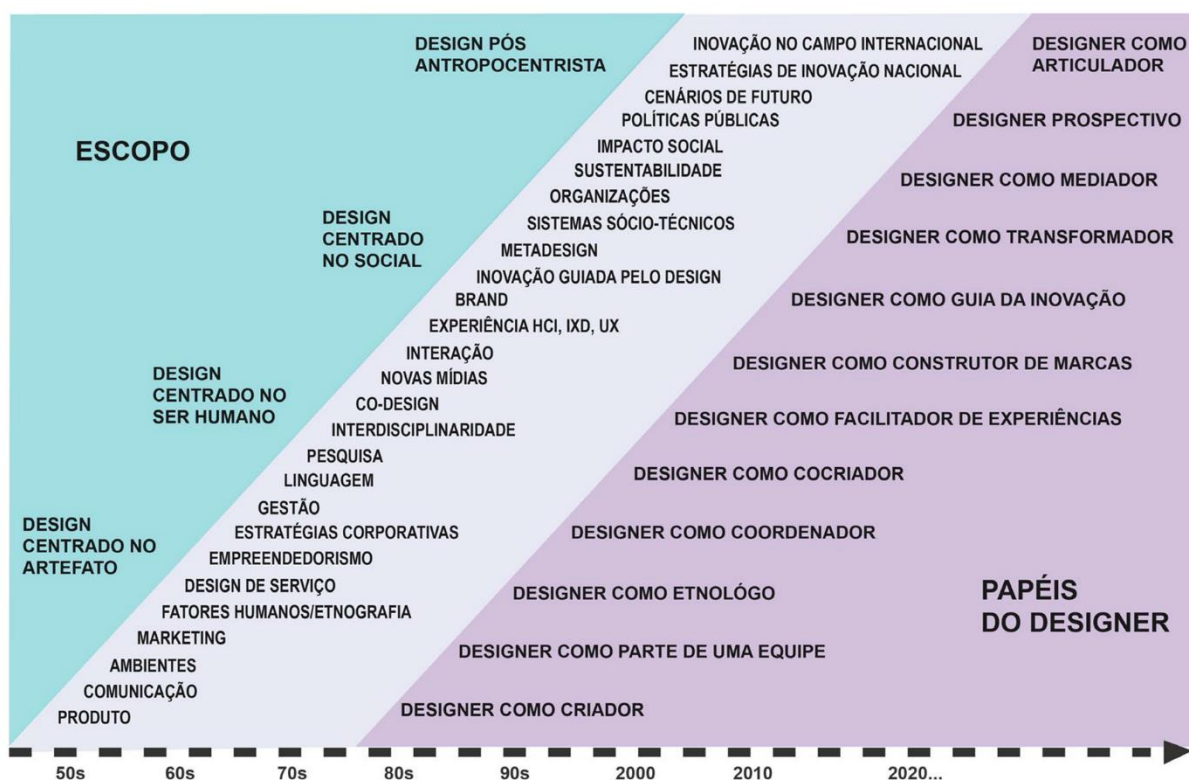 DESIGN PÓS
ANTROPOCENTRISTA
ESCOPO
DESIGN
CENTRADO
NO SOCIAL
DESIGN
CENTRADO NO
SER HUMANO
DESIGN
CENTRADO NO
ARTEFATO
INOVAÇÃO NO CAMPO INTERNACIONAL
ESTRATÉGIAS DE INOVAÇÃO NACIONAL
CENÁRIOS DE FUTURO
POLÍTICAS PÚBLICAS
IMPACTO SOCIAL
SUSTENTABILIDADE
ORGANIZAÇÕES
SISTEMAS SÓCIO-TÉCNICOS
METADESIGN
INOVAÇÃO GUIADA PELO DESIGN
BRAND
EXPERIÊNCIA HCI, IXD, UX
INTERAÇÃO
NOVAS MÍDIAS
CO-DESIGN
INTERDISCIPLINARIDADE
PESQUISA
LINGUAGEM
GESTÃO
ESTRATÉGIAS CORPORATIVAS
EMPREENDEDORISMO
DESIGN DE SERVIÇO
FATORES HUMANOS/ETNOGRAFIA
MARKETING
AMBIENTES
COMUNICAÇÃO
PRODUTO
DESIGNER COMO
ARTICULADOR
DESIGNER PROSPECTIVO
DESIGNER COMO MEDIADOR
DESIGNER COMO TRANSFORMADOR
DESIGNER COMO GUIA DA INOVAÇÃO
DESIGNER COMO CONSTRUTOR DE MARCAS
DESIGNER COMO FACILITADOR DE EXPERIÊNCIAS
DESIGNER COMO COCRIADOR
DESIGNER COMO COORDENADOR
DESIGNER COMO ETNOLÓGO
DESIGNER COMO PARTE DE UMA EQUIPE
DESIGNER COMO CRIADOR
PAPÉIS
DO DESIGNER
50s 60s 70s 80s 90s 2000 2010 2020...